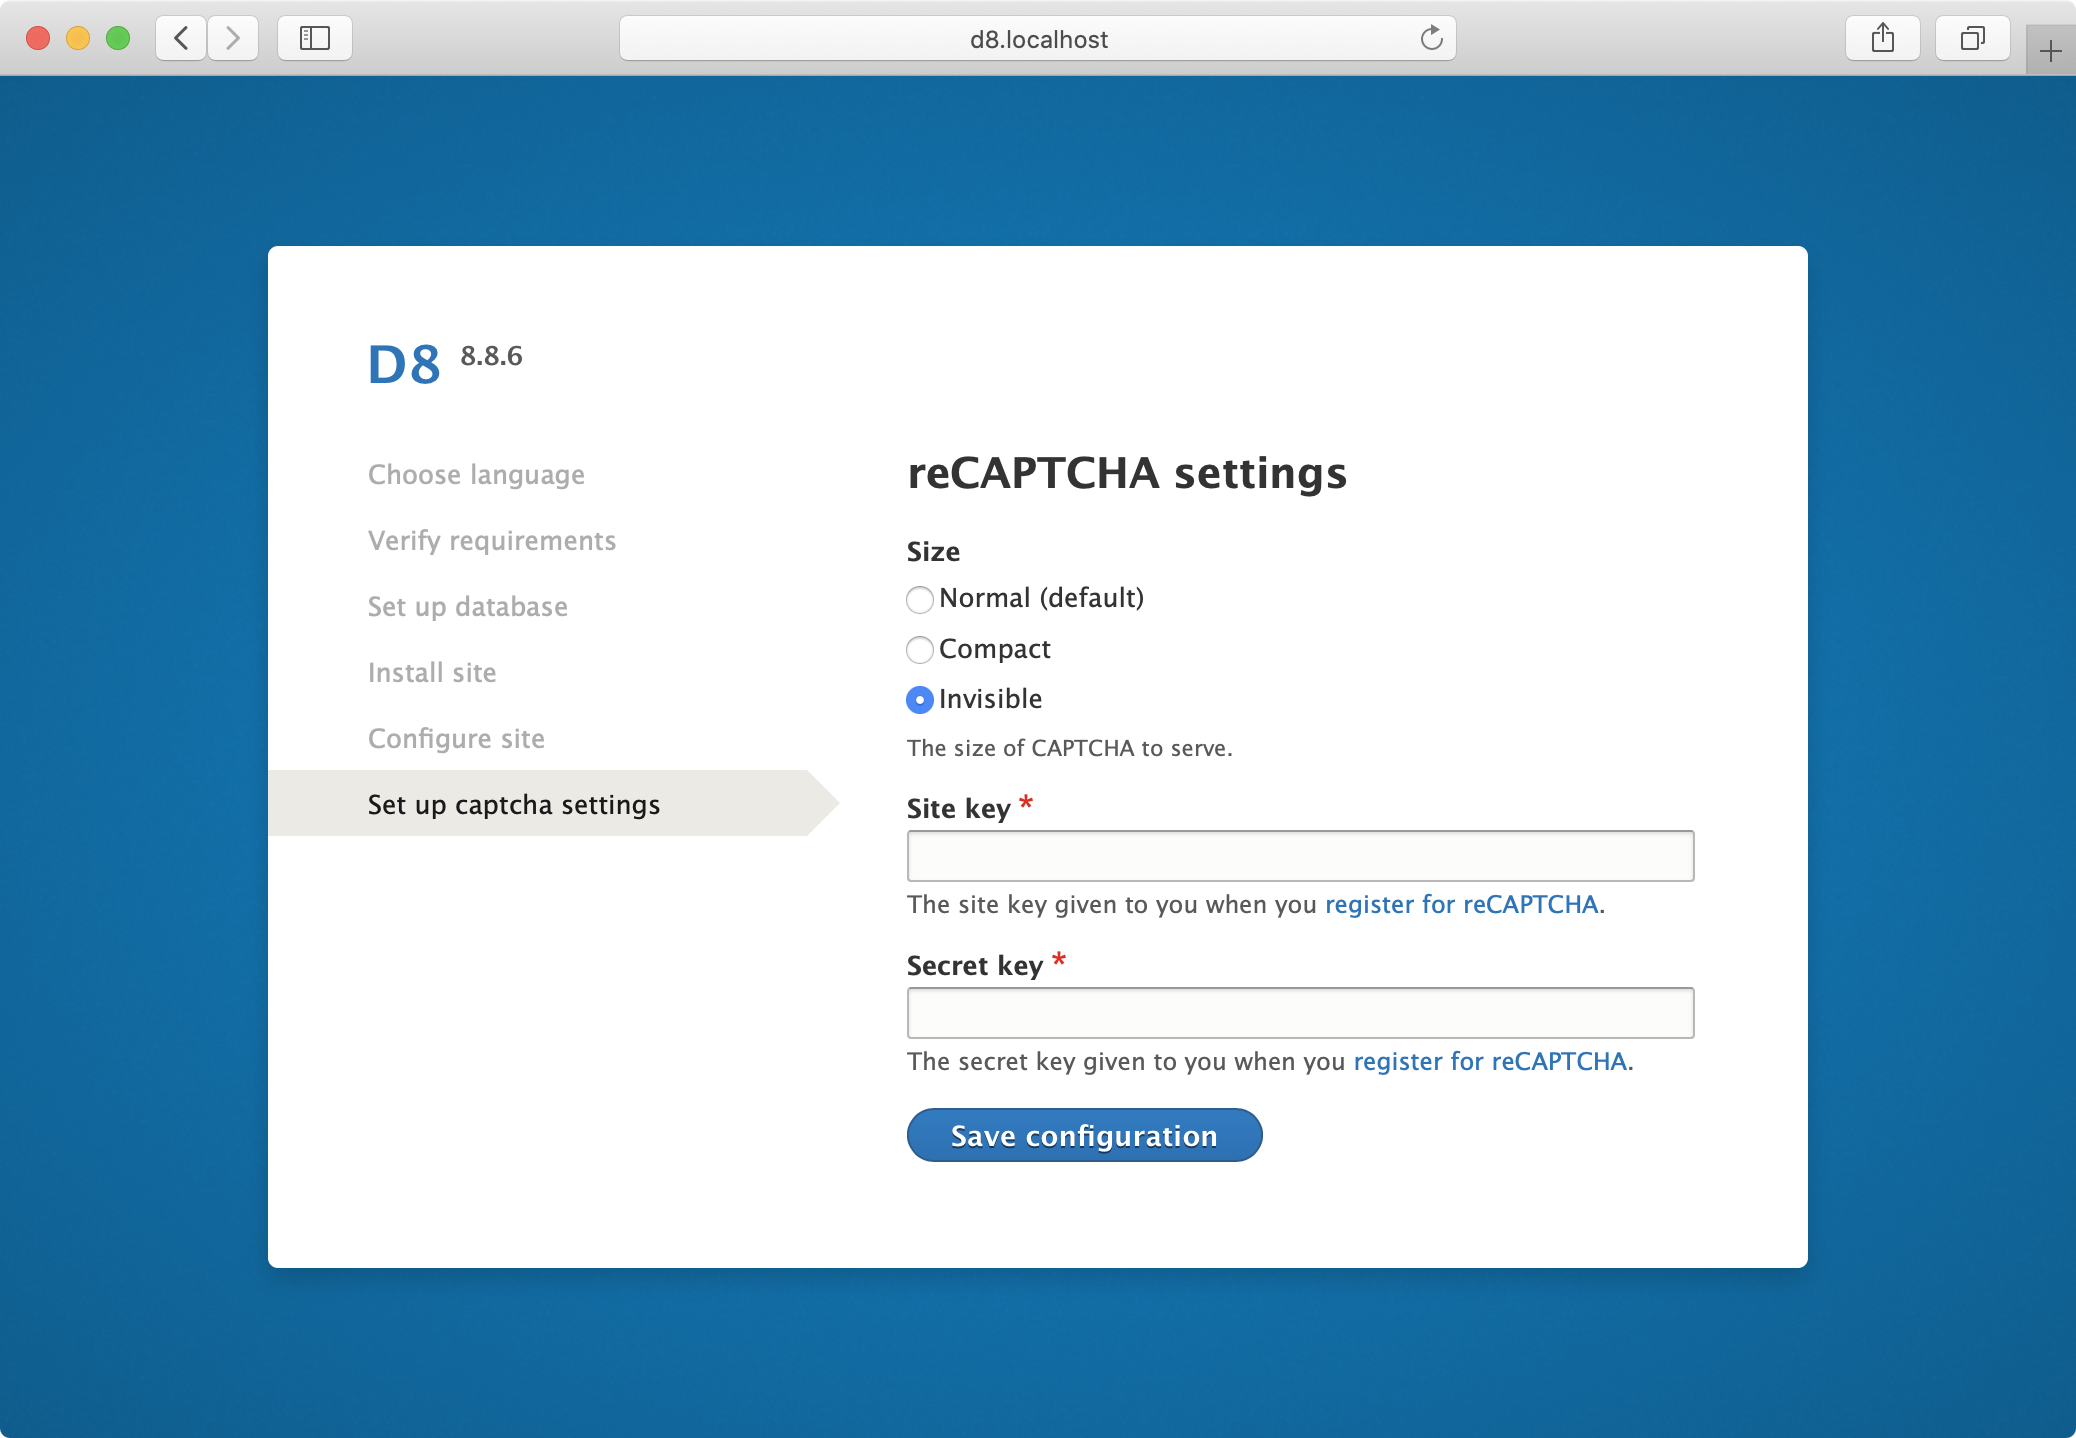 d8.localhost
D8 8.8.6
Choose language
Verify requirements
Set up database
Install site
Configure site
Set up captcha settings
reCAPTCHA settings
Size
Normal (default)
Compact
Invisible
The size of CAPTCHA to serve.
Site key *
The site key given to you when you register for reCAPTCHA.
Secret key *
The secret key given to you when you register for reCAPTCHA.
Save configuration